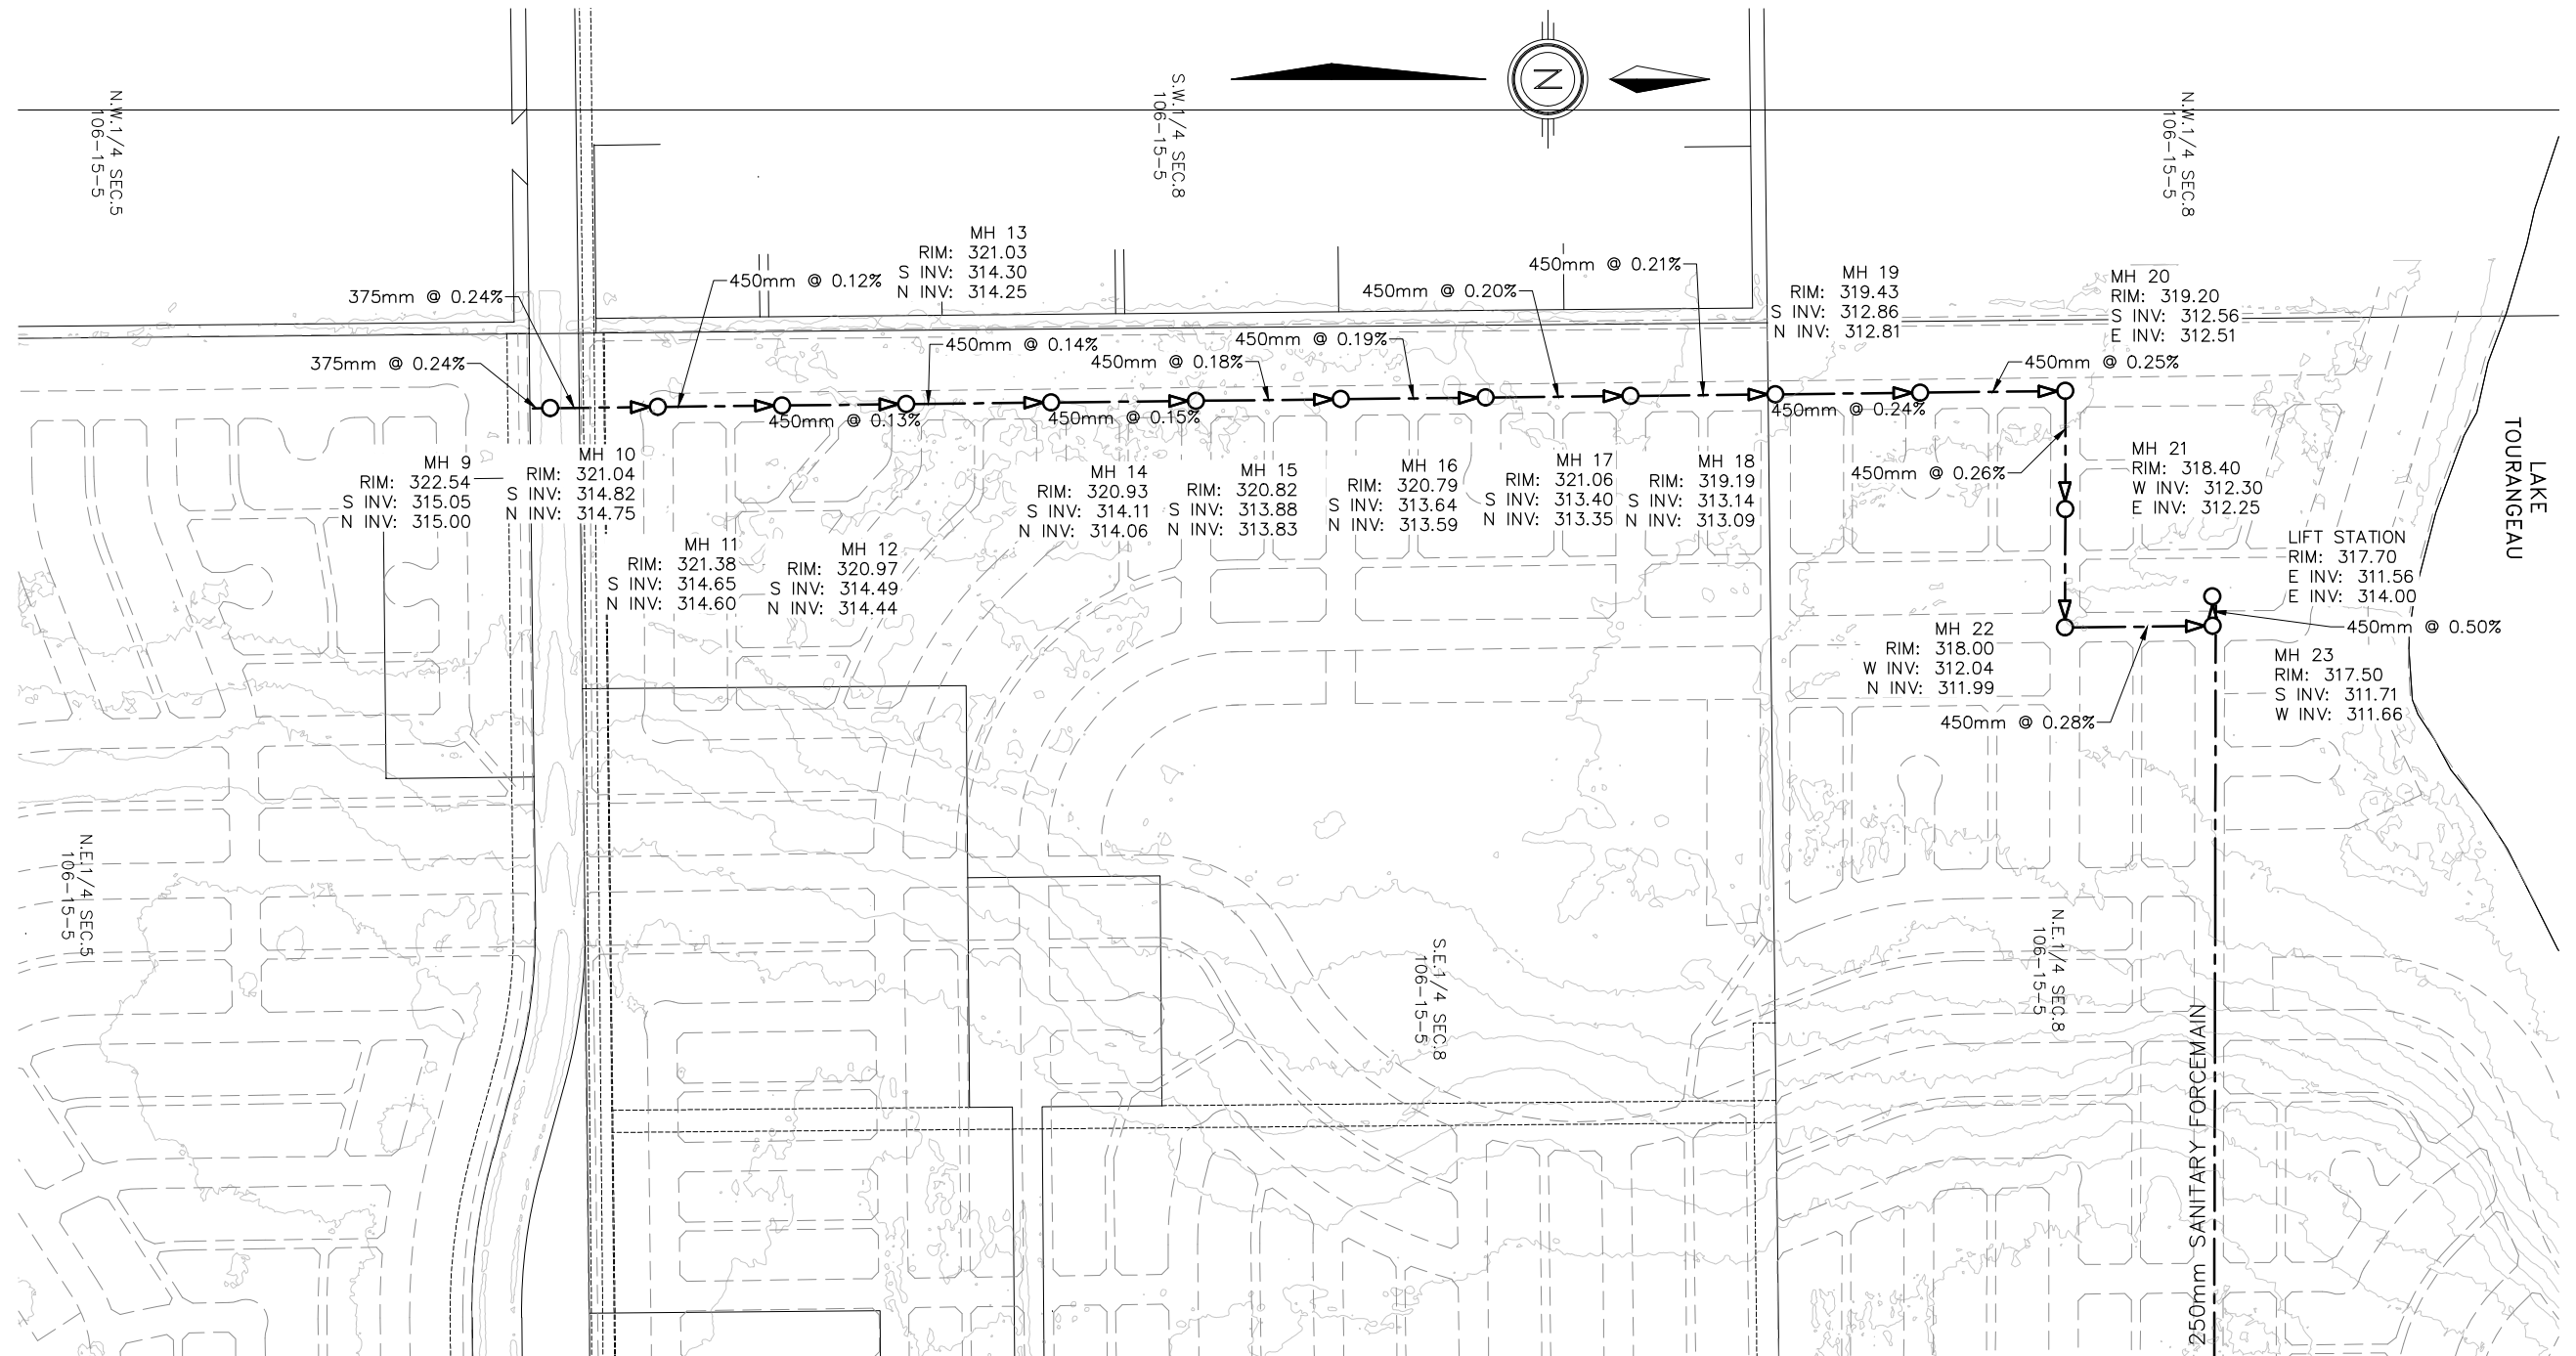 N.W.1/4 SEC.5
106-15-5
S.W.1/4 SEC.8
106-15-5
N
N.W.1/4 SEC.8
106-15-5
375mm @ 0.24%
375mm @ 0.24%
450mm @ 0.12%
MH 13
RIM: 321.03
S INV: 314.30
N INV: 314.25
450mm @ 0.13%
450mm @ 0.14%
450mm @ 0.15%
450mm @ 0.18%
450mm @ 0.19%
450mm @ 0.20%
450mm @ 0.21%
MH 19
RIM: 319.43
S INV: 312.86
N INV: 312.81
450mm @ 0.24%
MH 20
RIM: 319.20
S INV: 312.56
E INV: 312.51
450mm @ 0.25%
450mm @ 0.26%
LAKE
TOURANGEAU
MH 9
RIM: 322.54
S INV: 315.05
N INV: 315.00
MH 10
RIM: 321.04
S INV: 314.82
N INV: 314.75
MH 11
RIM: 321.38
S INV: 314.65
N INV: 314.60
MH 12
RIM: 320.97
S INV: 314.49
N INV: 314.44
MH 14
RIM: 320.93
S INV: 314.11
N INV: 314.06
MH 15
RIM: 320.82
S INV: 313.88
N INV: 313.83
MH 16
RIM: 320.79
S INV: 313.64
N INV: 313.59
MH 17
RIM: 321.06
S INV: 313.40
N INV: 313.35
MH 18
RIM: 319.19
S INV: 313.14
N INV: 313.09
MH 21
RIM: 318.40
W INV: 312.30
E INV: 312.25
LIFT STATION
RIM: 317.70
E INV: 311.56
E INV: 314.00
450mm @ 0.50%
MH 22
RIM: 318.00
W INV: 312.04
N INV: 311.99
450mm @ 0.28%
MH 23
RIM: 317.50
S INV: 311.71
W INV: 311.66
N.E.1/4 SEC.5
106-15-5
S.E.1/4 SEC.8
106-15-5
N.E.1/4 SEC.8
106-15-5
250mm SANITARY FORCEMAIN